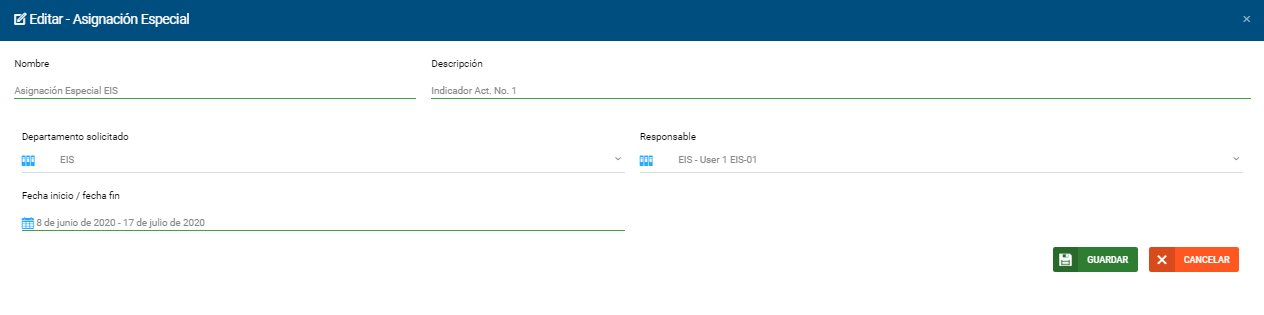 Editar - Asignación Especial
×
Nombre
Descripción
Asignación Especial EIS
Indicador Act. No. 1
Departamento solicitado
Responsable
EIS
EIS - User 1 EIS-01
Fecha inicio / fecha fin
8 de junio de 2020 - 17 de julio de 2020
GUARDAR
CANCELAR